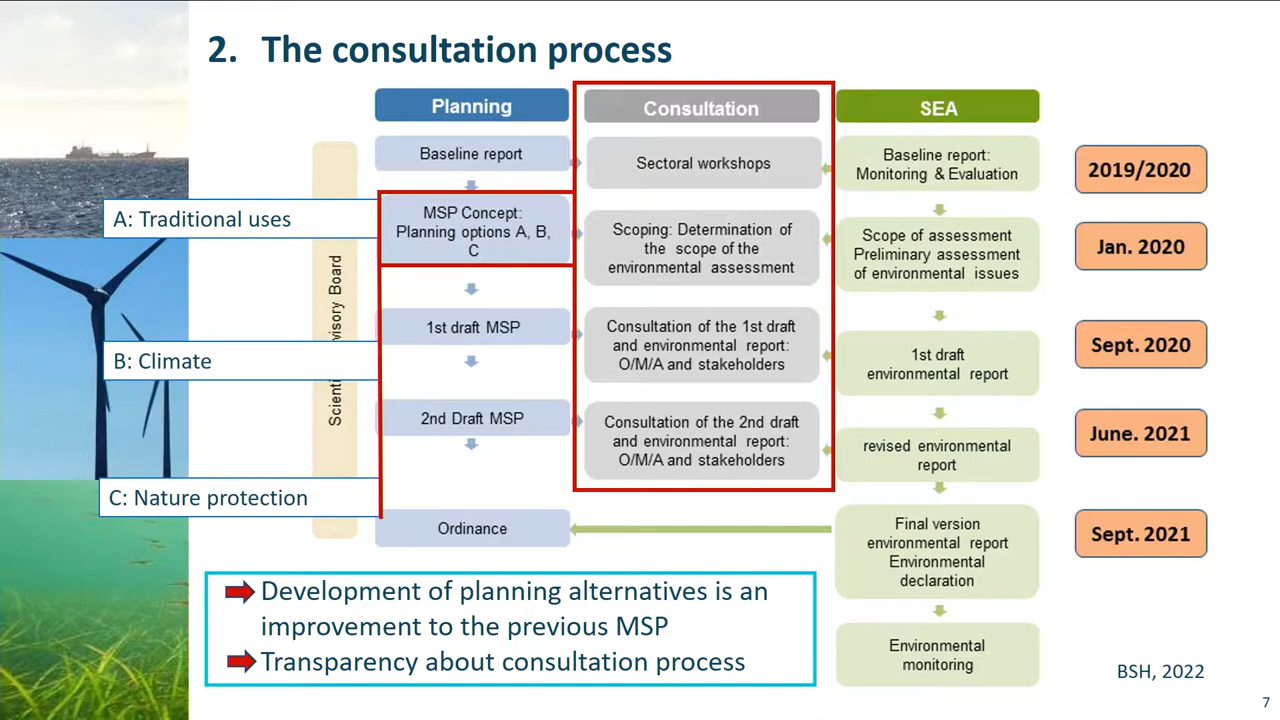 2. The consultation process
Planning
Consultation
SEA
Baseline report
Sectoral workshops
Baseline report:
Monitoring & Evaluation
2019/2020
A: Traditional uses
MSP Concept:
Planning options A, B,
C
Scoping: Determination of
the scope of the
environmental assessment
Scope of assessment
Preliminary assessment
of environmental issues
Jan. 2020
B: Climate
1st draft MSP
Consultation of the 1st draft
and environmental report:
O/M/A and stakeholders
1st draft
environmental report
Sept. 2020
2nd Draft MSP
Consultation of the 2nd draft
and environmental report:
O/M/A and stakeholders
revised environmental
report
June. 2021
C: Nature protection
Ordinance
Final version
environmental report
Environmental
declaration
Sept. 2021
Environmental
monitoring
Development of planning alternatives is an
improvement to the previous MSP
Transparency about consultation process
BSH, 2022
7